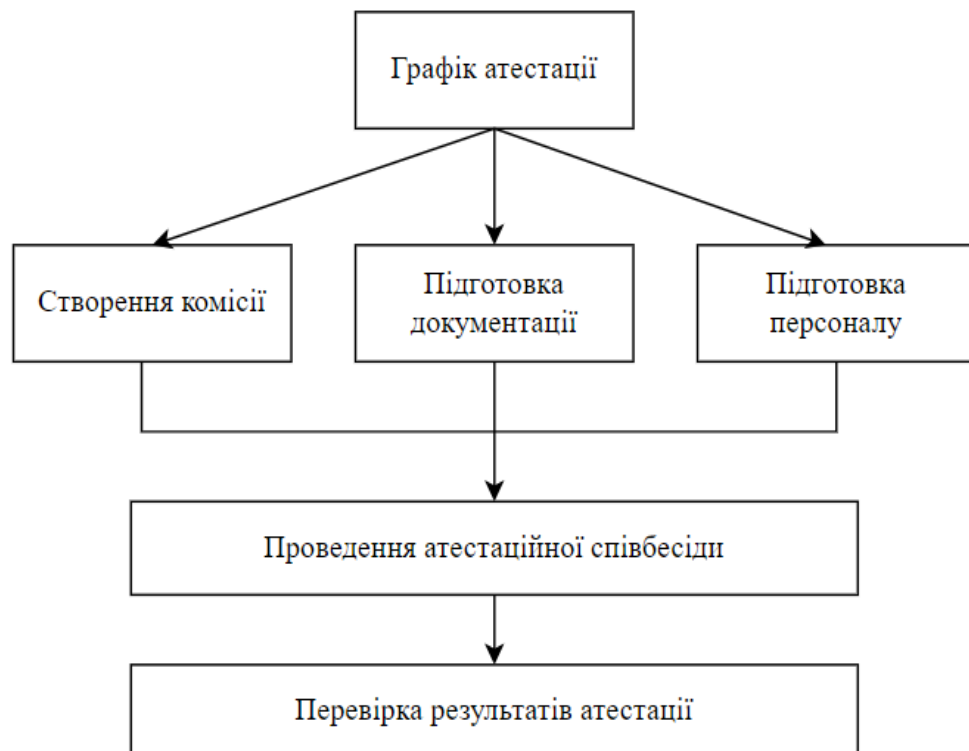 Графік атестації
Створення комісії
Підготовка
документації
Підготовка
персоналу
Проведення атестаційної співбесіди
Перевірка результатів атестації